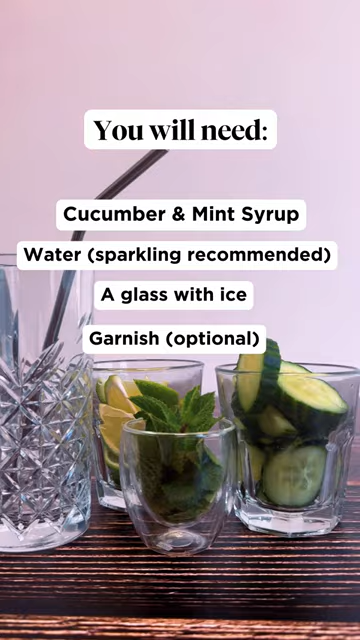 You will need:
Cucumber & Mint Syrup
Water (sparkling recommended)
A glass with ice
Garnish (optional)